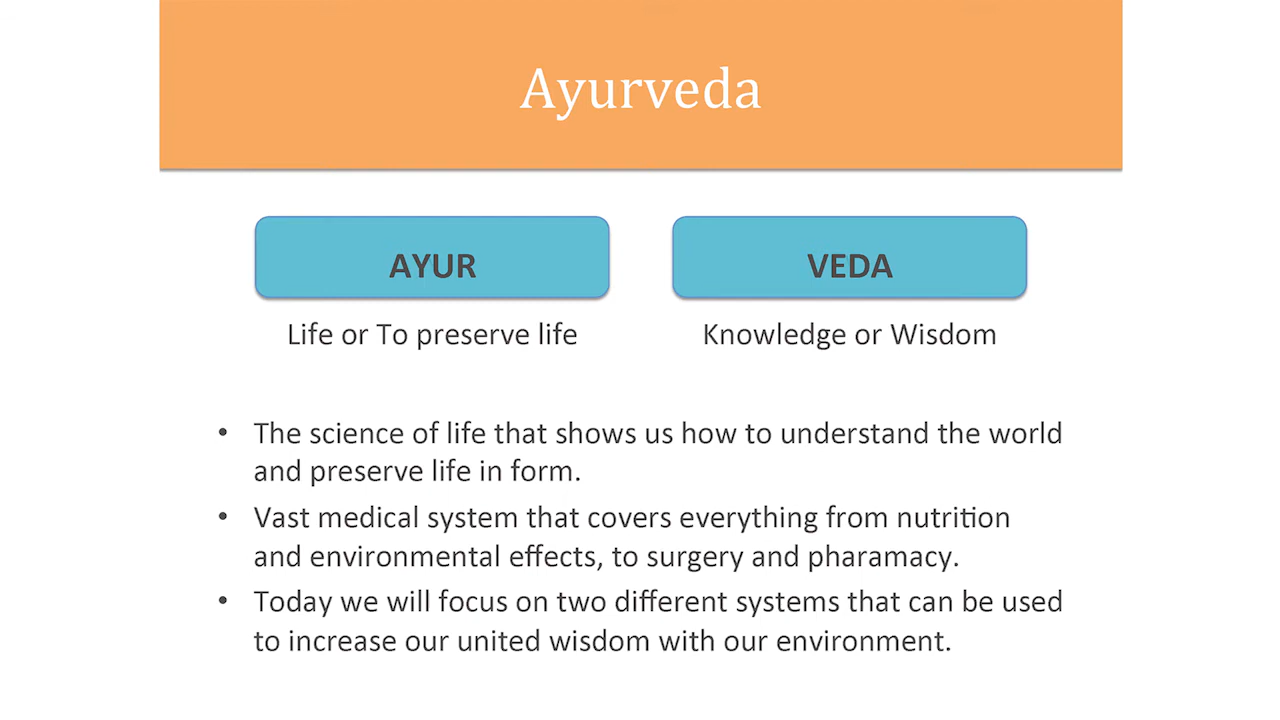 Ayurveda
AYUR
VEDA
Life or To preserve life
Knowledge or Wisdom
• The science of life that shows us how to understand the world
and preserve life in form.
• Vast medical system that covers everything from nutrition
and environmental effects, to surgery and pharamacy.
• Today we will focus on two different systems that can be used
to increase our united wisdom with our environment.